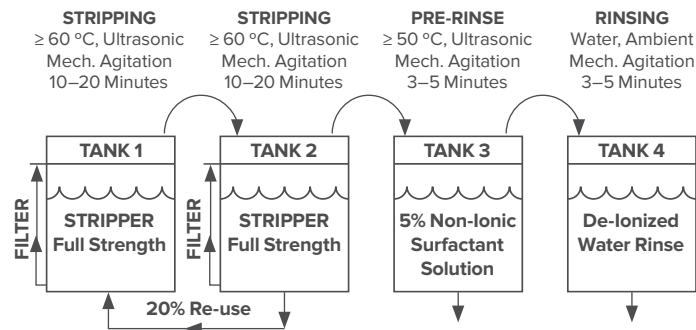 STRIPPING
≥ 60 ºC, Ultrasonic
Mech. Agitation
10–20 Minutes
STRIPPING
≥ 60 ºC, Ultrasonic
Mech. Agitation
10–20 Minutes
PRE-RINSE
≥ 50 ºC, Ultrasonic
Mech. Agitation
3–5 Minutes
RINSING
Water, Ambient
Mech. Agitation
3–5 Minutes
TANK 1
FILTER
STRIPPER
Full Strength
TANK 2
FILTER
STRIPPER
Full Strength
TANK 3
5% Non-Ionic
Surfactant
Solution
TANK 4
De-Ionized
Water Rinse
20% Re-use